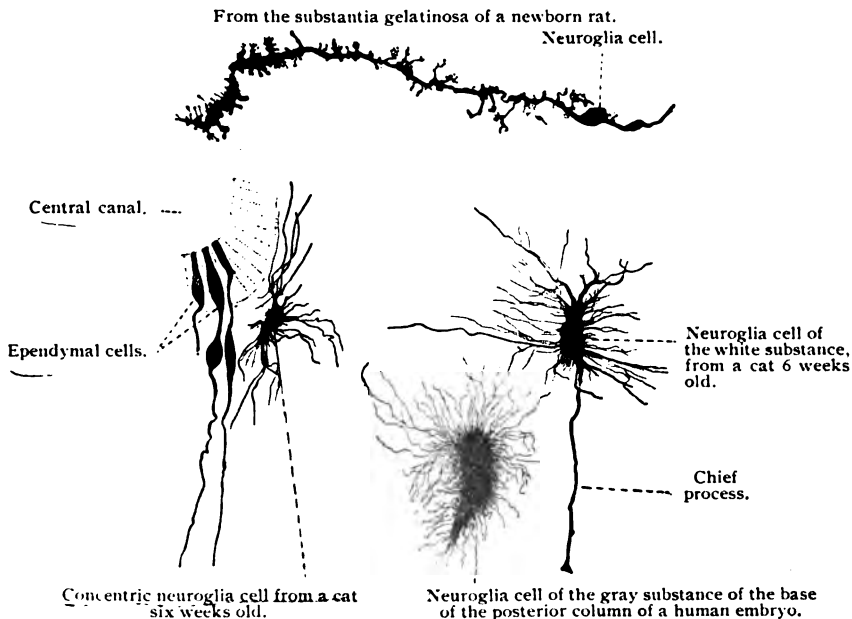 From the substantia gelatinosa of a newborn rat.
Neuroglia cell.
Central canal.
Ependymal cells.
Neuroglia cell of
the white substance,
from a cat 6 weeks
old.
Chief
process.
Concentric neuroglia cell from a cat
six weeks old.
Neuroglia cell of the gray substance of the base
of the posterior column of a human embryo.